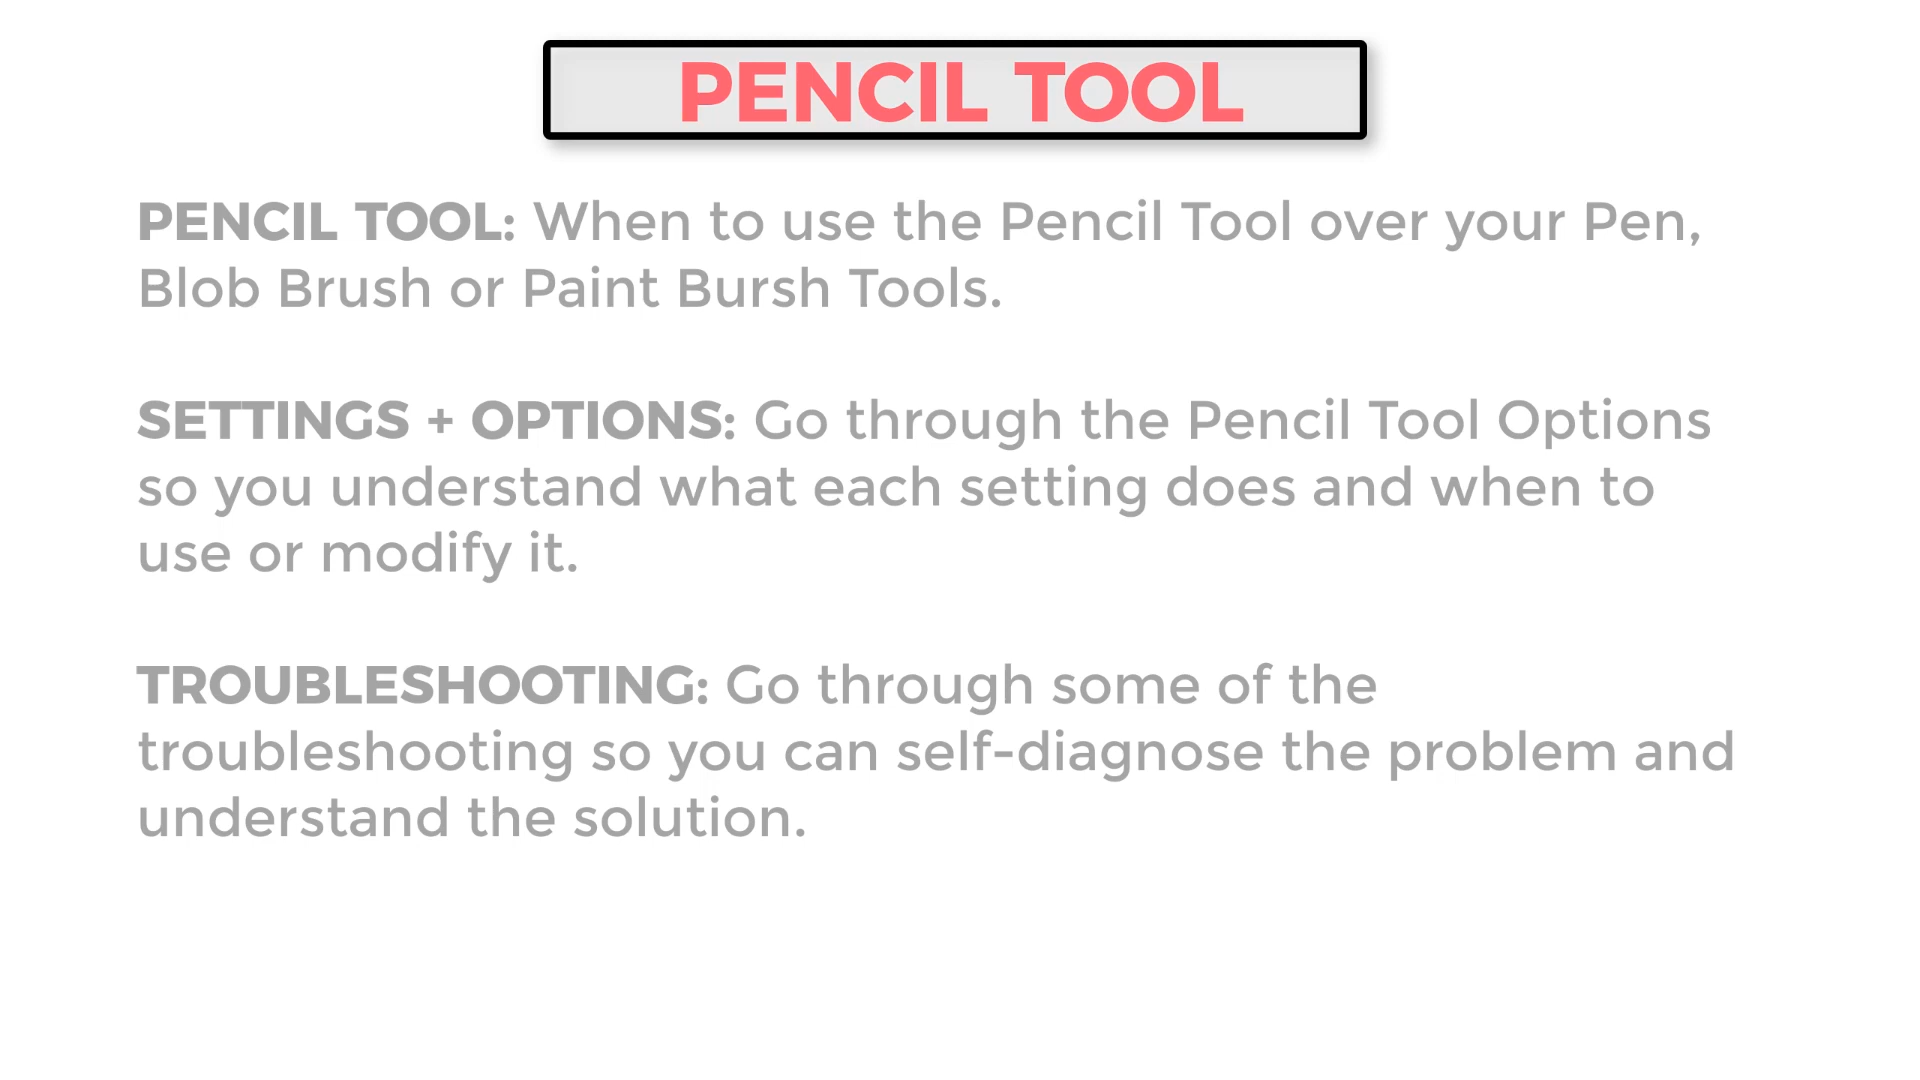 PENCIL TOOL
PENCIL TOOL: When to use the Pencil Tool over your Pen,
Blob Brush or Paint Bursh Tools.
SETTINGS + OPTIONS: Go through the Pencil Tool Options
so you understand what each setting does and when to
use or modify it.
TROUBLESHOOTING: Go through some of the
troubleshooting so you can self-diagnose the problem and
understand the solution.